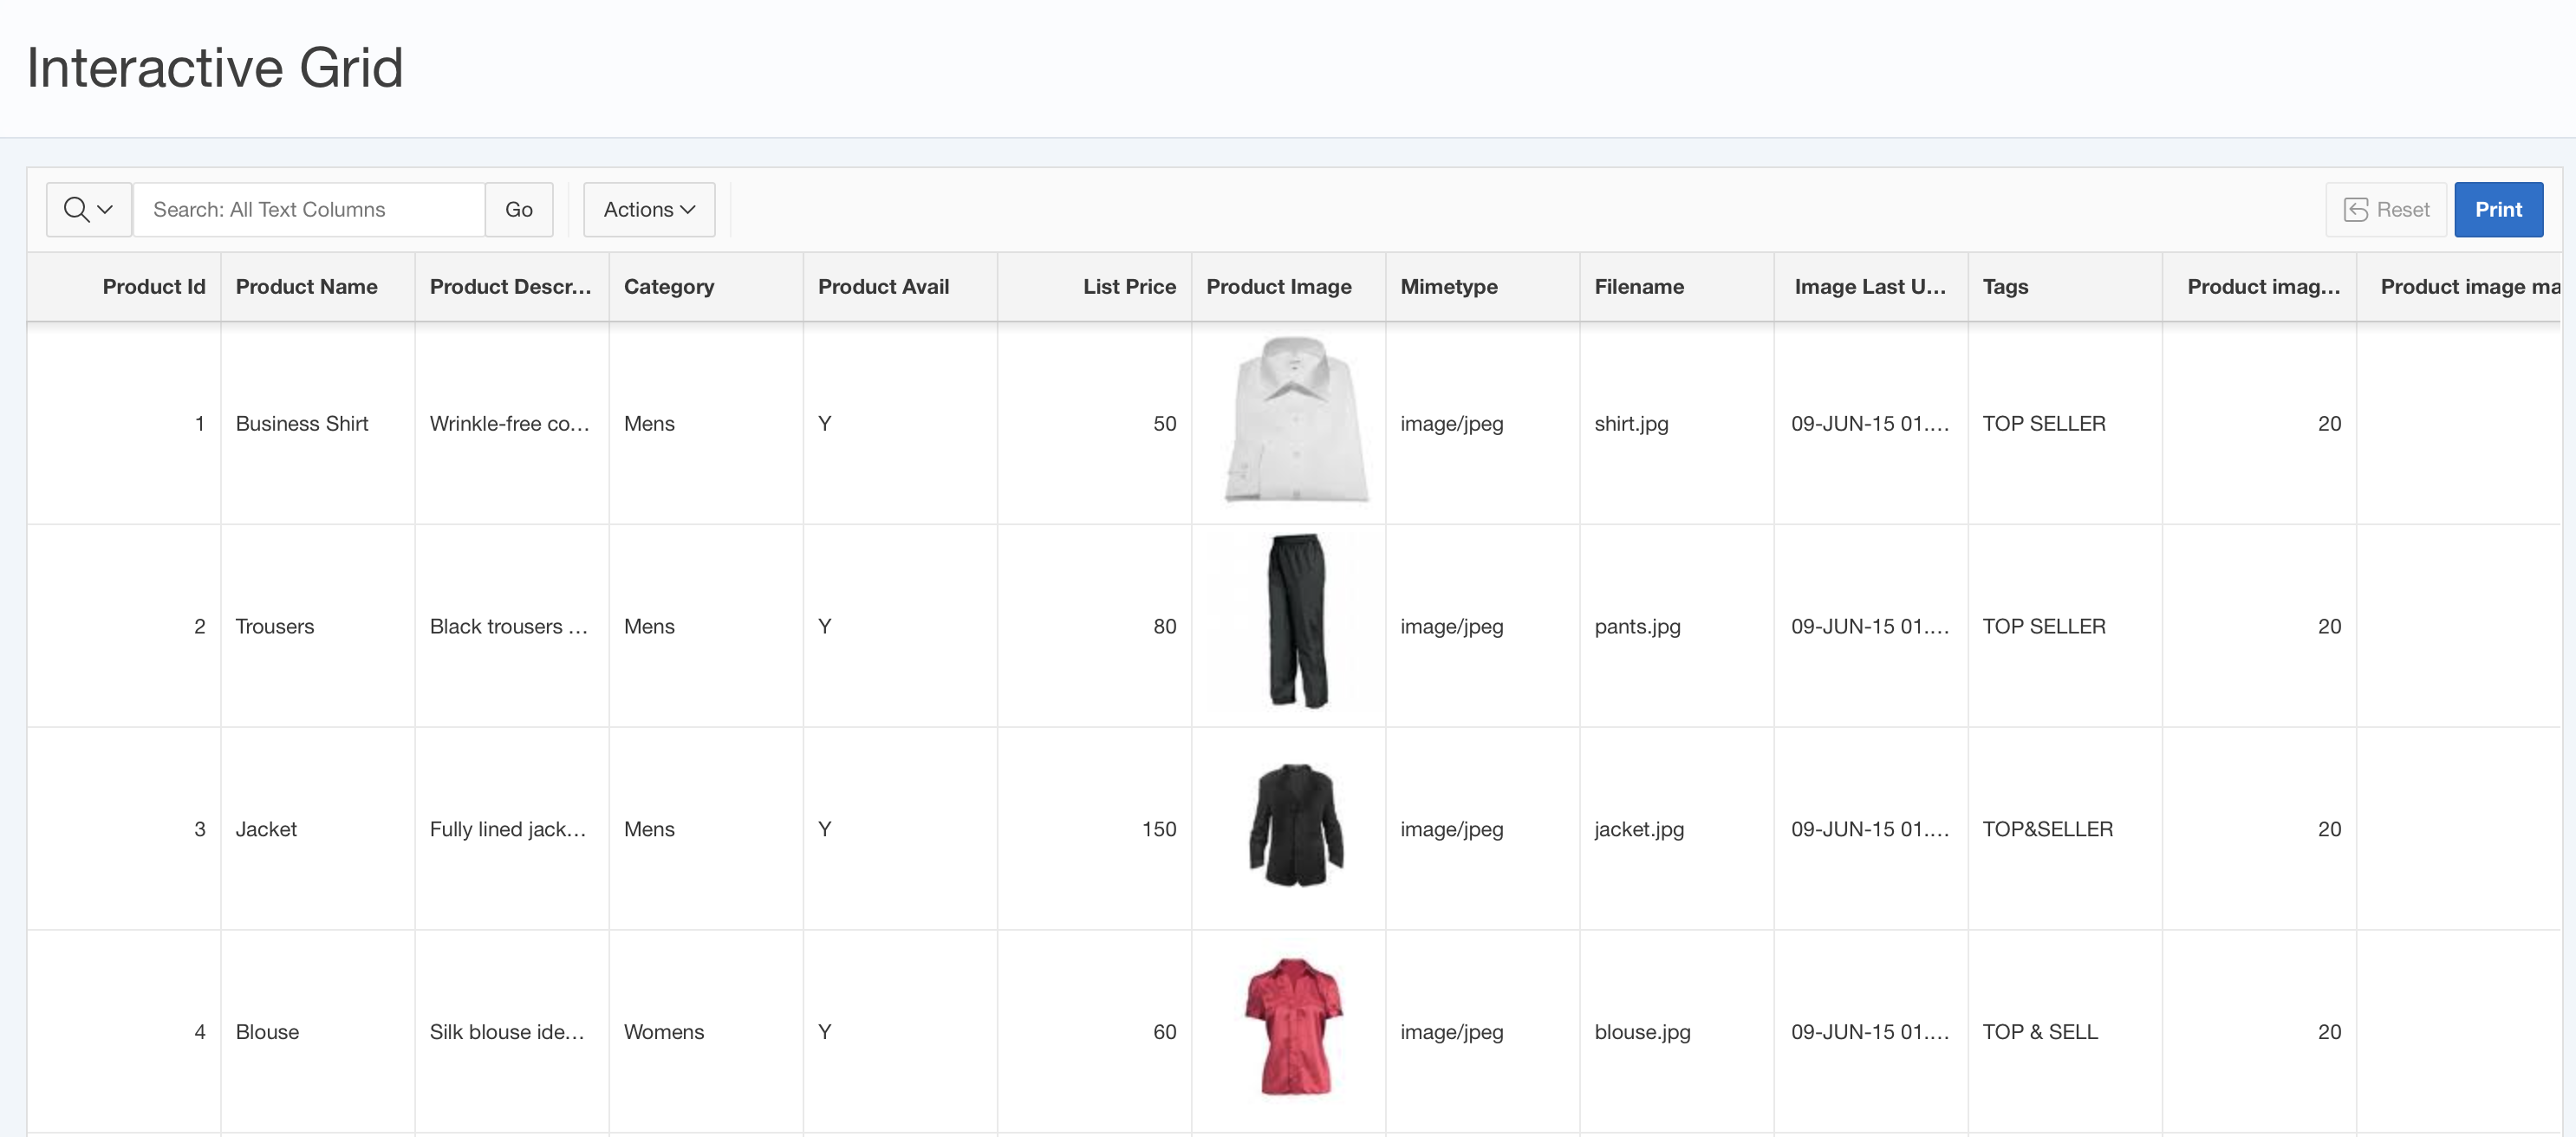 Interactive Grid
Search: All Text Columns Go Actions Reset Print
Product Id Product Name Product Descr... Category Product Avail List Price Product Image Mimetype Filename Image Last U... Tags Product imag... Product image ma
1 Business Shirt Wrinkle-free co... Mens Y 50 image/jpeg shirt.jpg 09-JUN-15 01.... TOP SELLER 20
2 Trousers Black trousers ... Mens Y 80 image/jpeg pants.jpg 09-JUN-15 01.... TOP SELLER 20
3 Jacket Fully lined jack... Mens Y 150 image/jpeg jacket.jpg 09-JUN-15 01.... TOP&SELLER 20
4 Blouse Silk blouse ide... Womens Y 60 image/jpeg blouse.jpg 09-JUN-15 01.... TOP & SELL 20